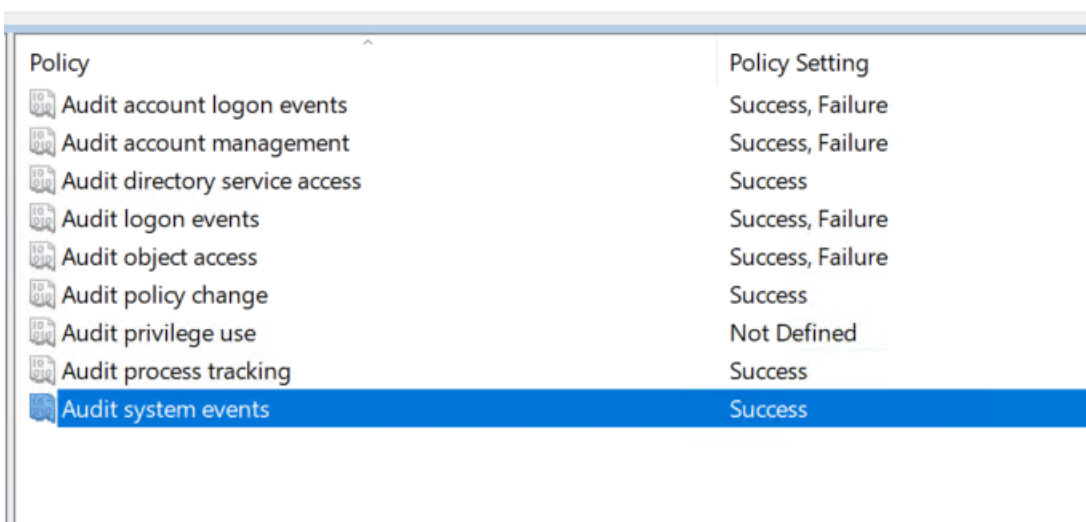 Policy Policy Setting
Audit account logon events Success, Failure
Audit account management Success, Failure
Audit directory service access Success
Audit logon events Success, Failure
Audit object access Success, Failure
Audit policy change Success
Audit privilege use Not Defined
Audit process tracking Success
Audit system events Success